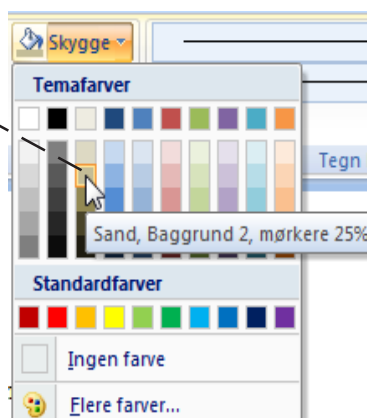 Skygge
Temafarver
Tegn
Sand, Baggrund 2, mørkere 25%
Standardfarver
Ingen farve
Flere farver...